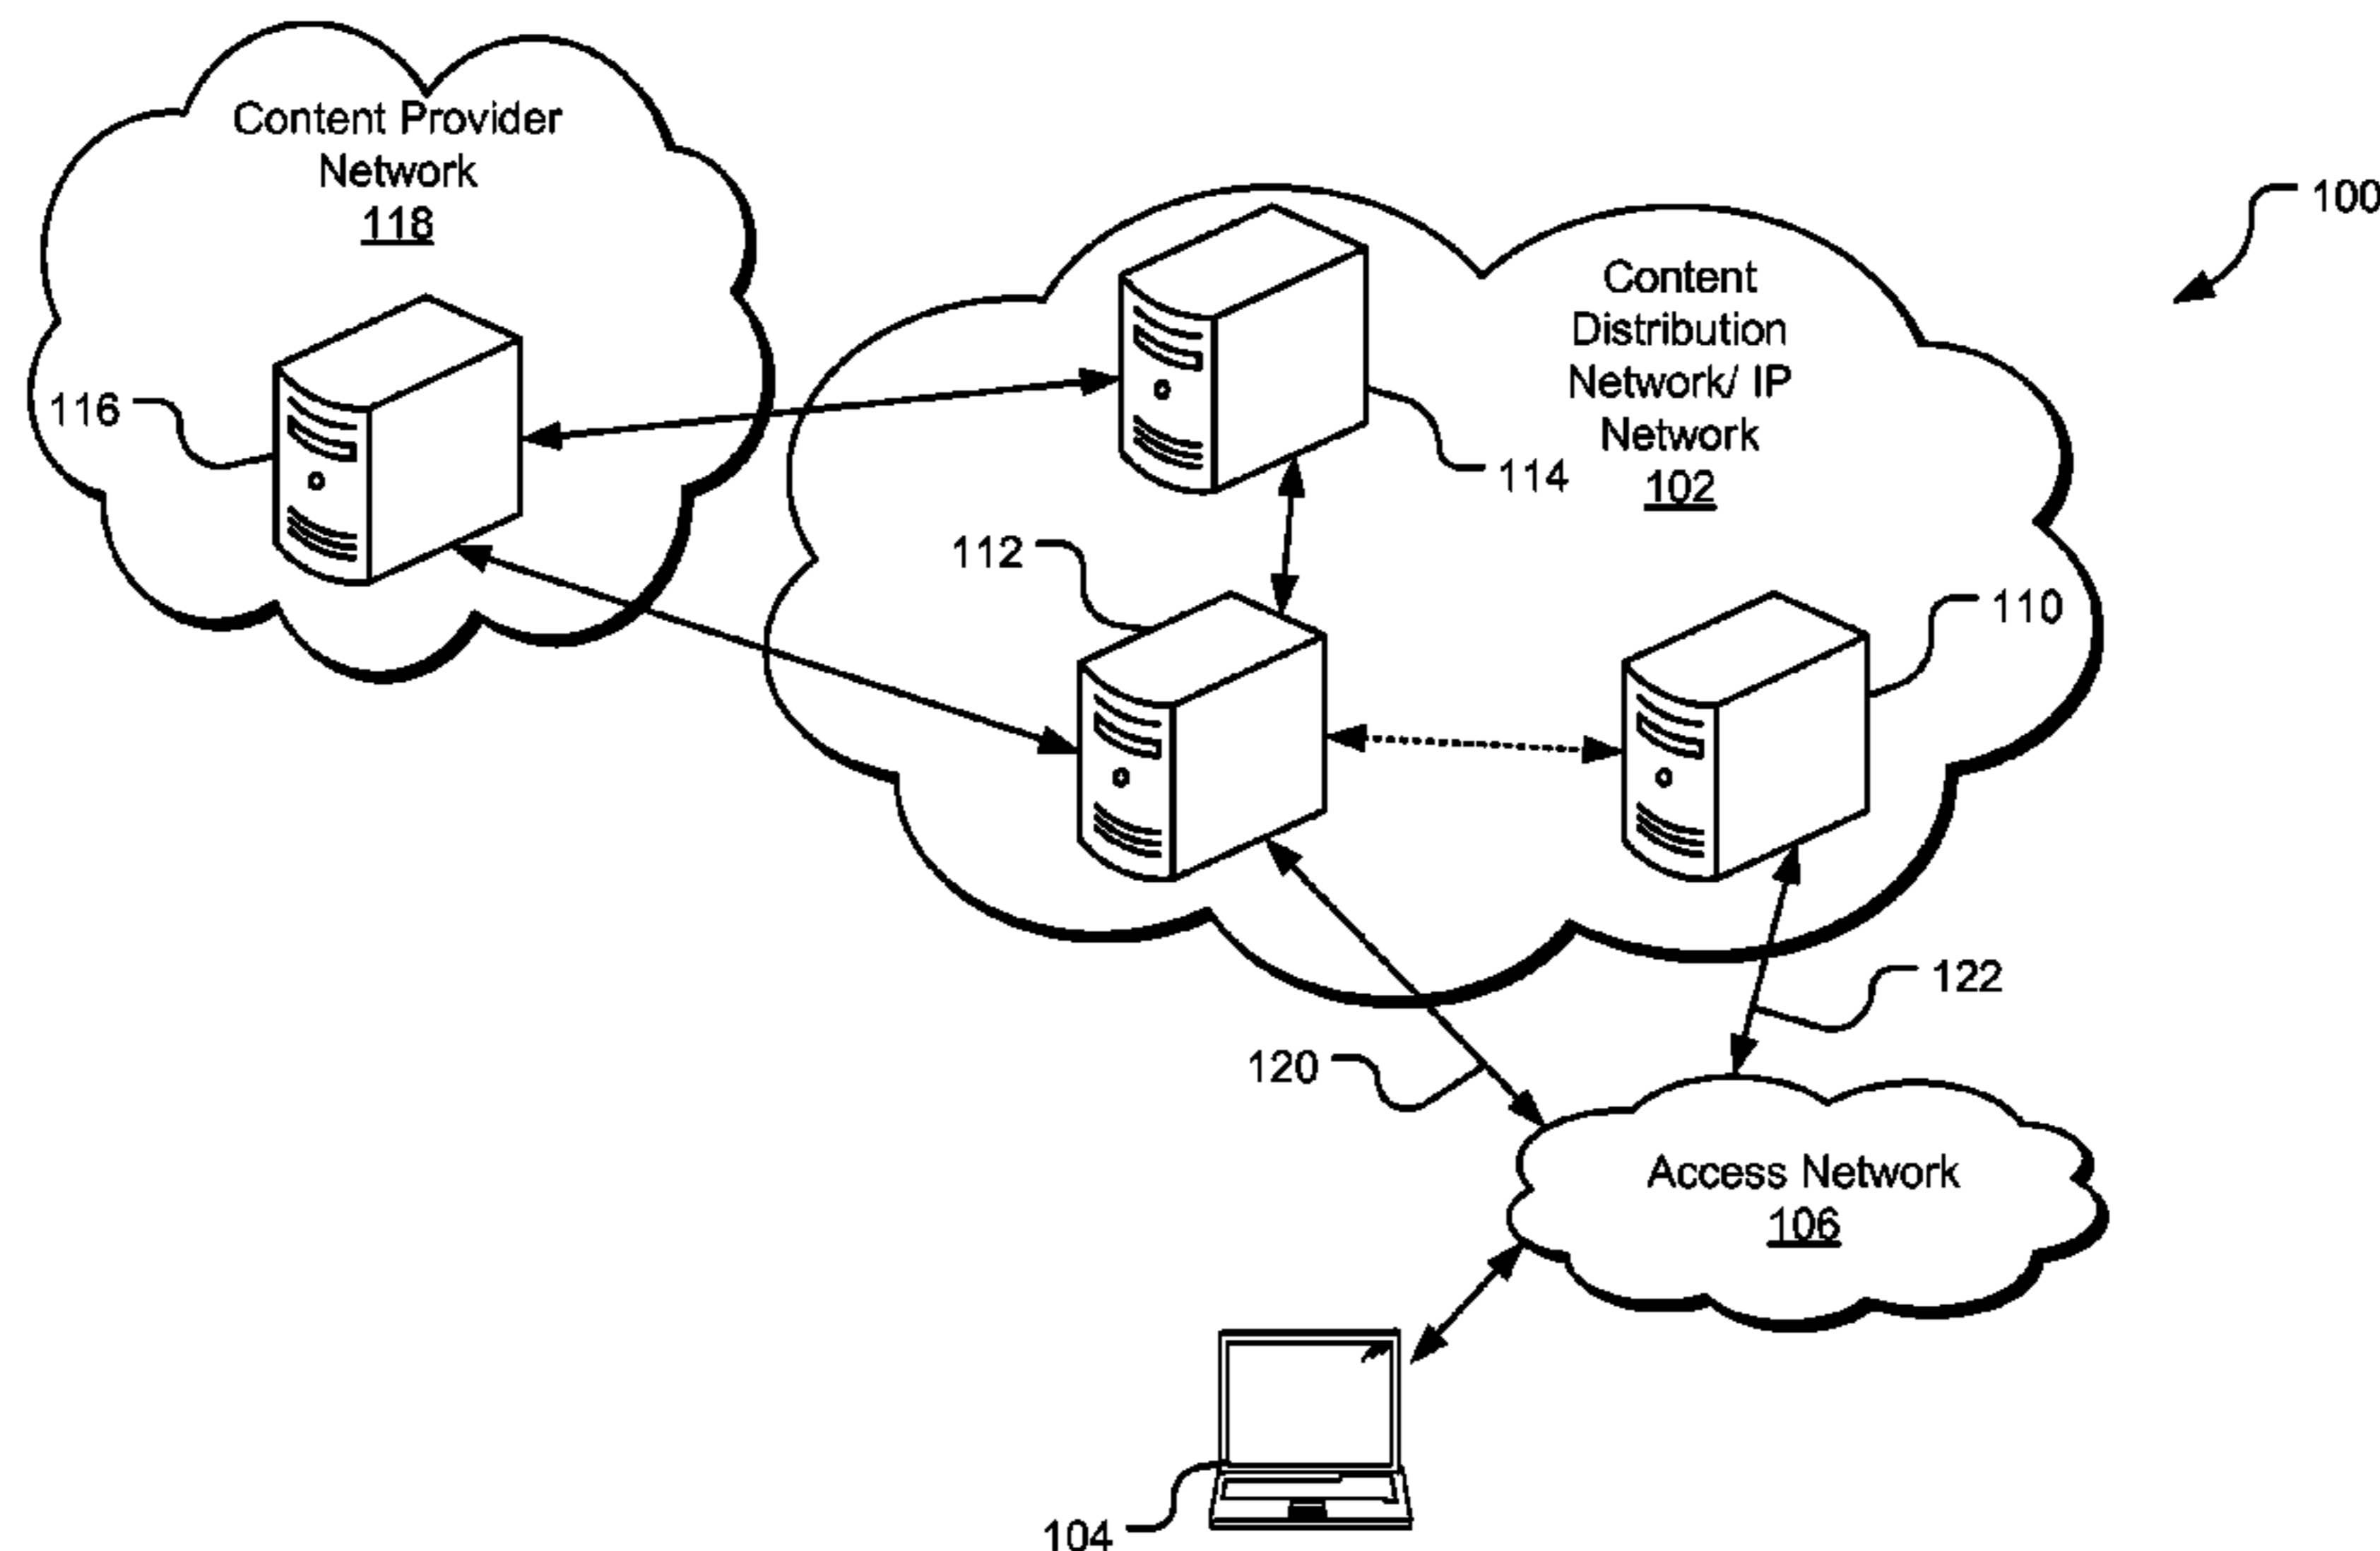 Content Provider
Network
118
100
Content
Distribution
Network/ IP
Network
102
116
114
112
110
122
120
Access Network
106
104